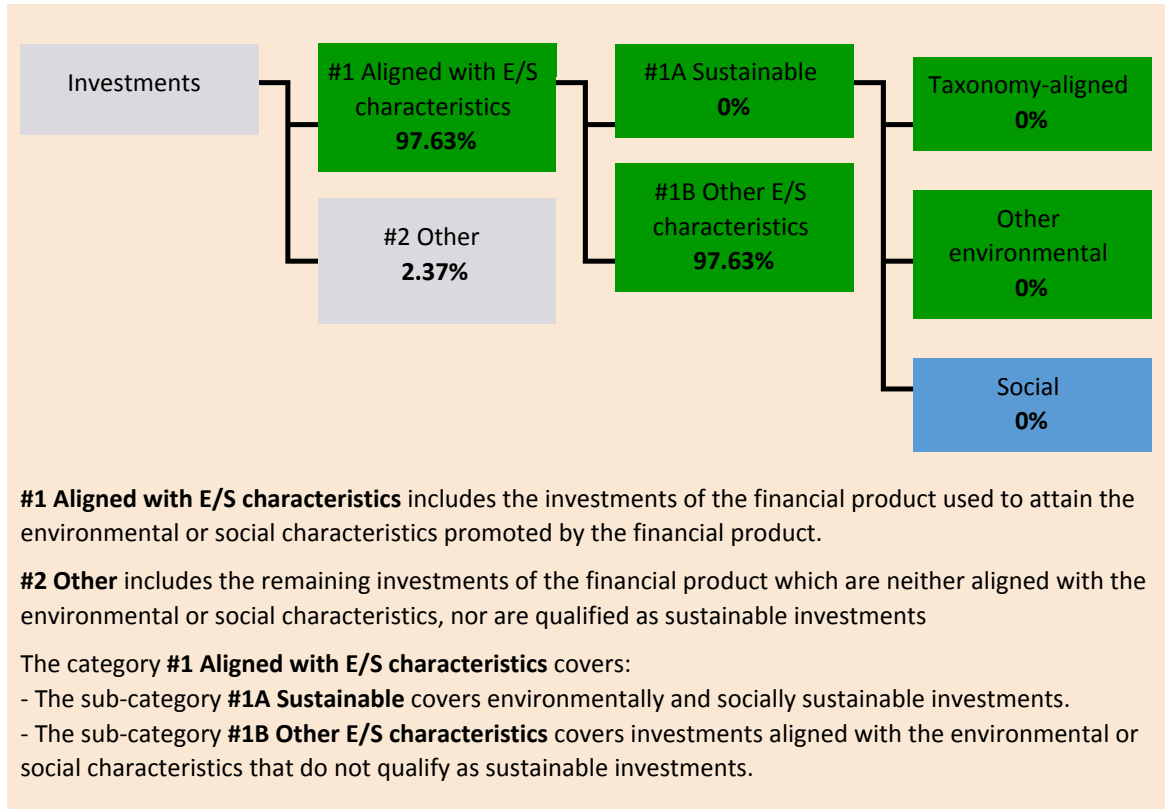 Investments
#1 Aligned with E/S
characteristics
97.63%
#2 Other
2.37%
#1A Sustainable
0%
#1B Other E/S
characteristics
97.63%
Taxonomy-aligned
0%
Other
environmental
0%
Social
0%
#1 Aligned with E/S characteristics includes the investments of the financial product used to attain the
environmental or social characteristics promoted by the financial product.
#2 Other includes the remaining investments of the financial product which are neither aligned with the
environmental or social characteristics, nor are qualified as sustainable investments
The category #1 Aligned with E/S characteristics covers:
- The sub-category #1A Sustainable covers environmentally and socially sustainable investments.
- The sub-category #1B Other E/S characteristics covers investments aligned with the environmental or
social characteristics that do not qualify as sustainable investments.